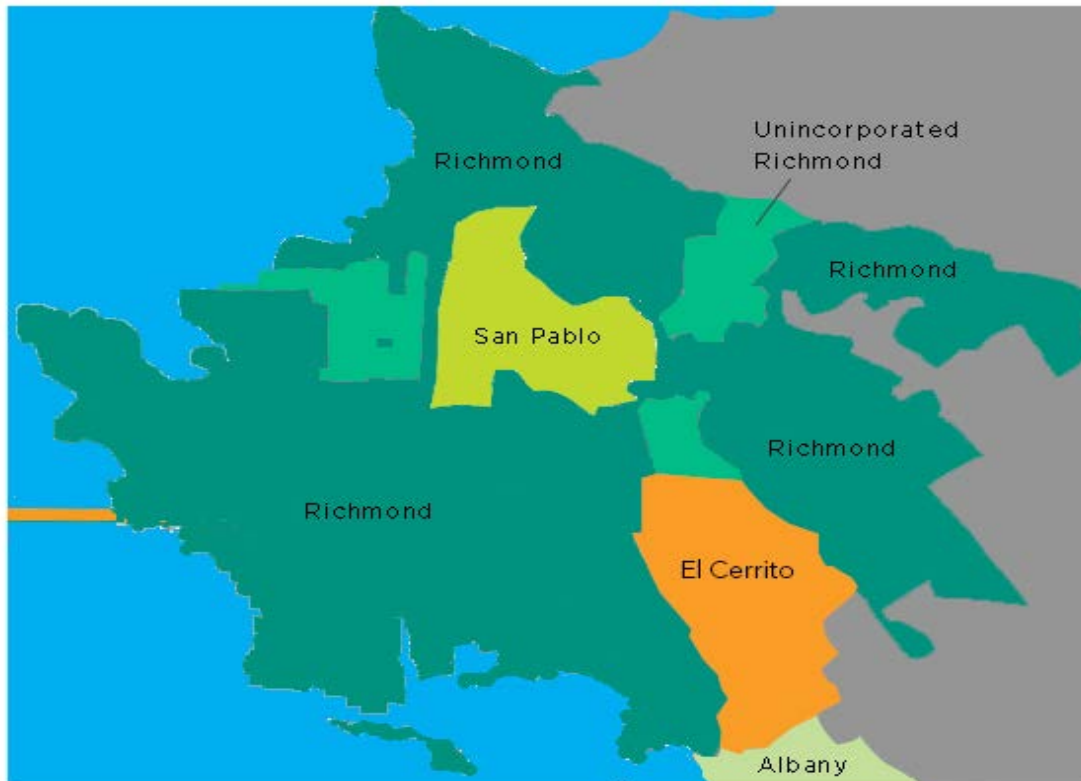 Unincorporated
Richmond
Richmond
Richmond
San Pablo
Richmond
Richmond
El Cerrito
Albany